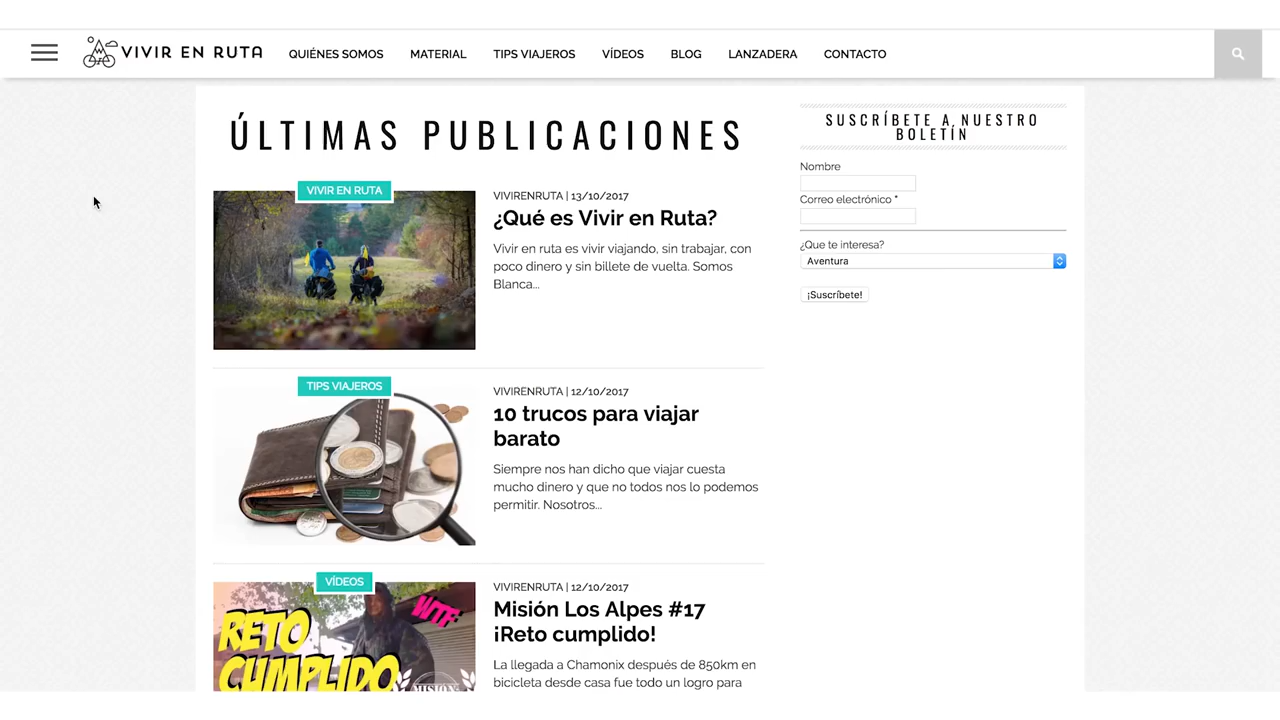 VIVIR EN RUTA
QUIÉNES SOMOS
MATERIAL
TIPS VIAJEROS
VÍDEOS
BLOG
LANZADERA
CONTACTO
ÚLTIMAS PUBLICACIONES
VIVIR EN RUTA
VIVIRENRUTA | 13/10/2017
¿Qué es Vivir en Ruta?
Vivir en ruta es vivir viajando, sin trabajar, con
poco dinero y sin billete de vuelta. Somos
Blanca...
TIPS VIAJEROS
VIVIRENRUTA | 12/10/2017
10 trucos para viajar
barato
Siempre nos han dicho que viajar cuesta
mucho dinero y que no todos nos lo podemos
permitir. Nosotros...
VÍDEOS
RETO
CUMPLIDO
WTF
MISION
VIVIRENRUTA | 12/10/2017
Misión Los Alpes #17
¡Reto cumplido!
La llegada a Chamonix después de 850km en
bicicleta desde casa fue todo un logro para
SUSCRÍBETE A NUESTRO
BOLETÍN
Nombre
Correo electrónico *
¿Que te interesa?
Aventura
¡Suscríbete!